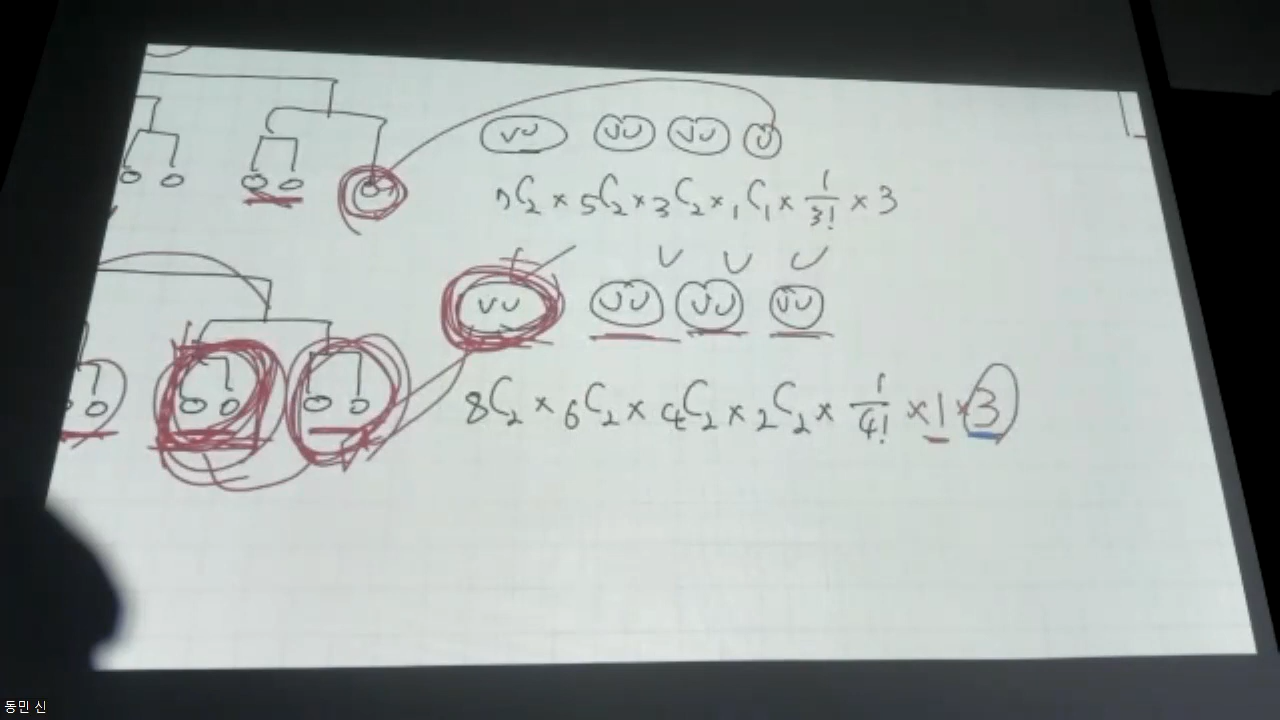 7C₂ × 5C₂ × 3C₂ × ₁C₁ × 1/3! × 3
8C₂ × 6C₂ × 4C₂ × 2C₂ × 1/4! × 1 × 3
동민 신